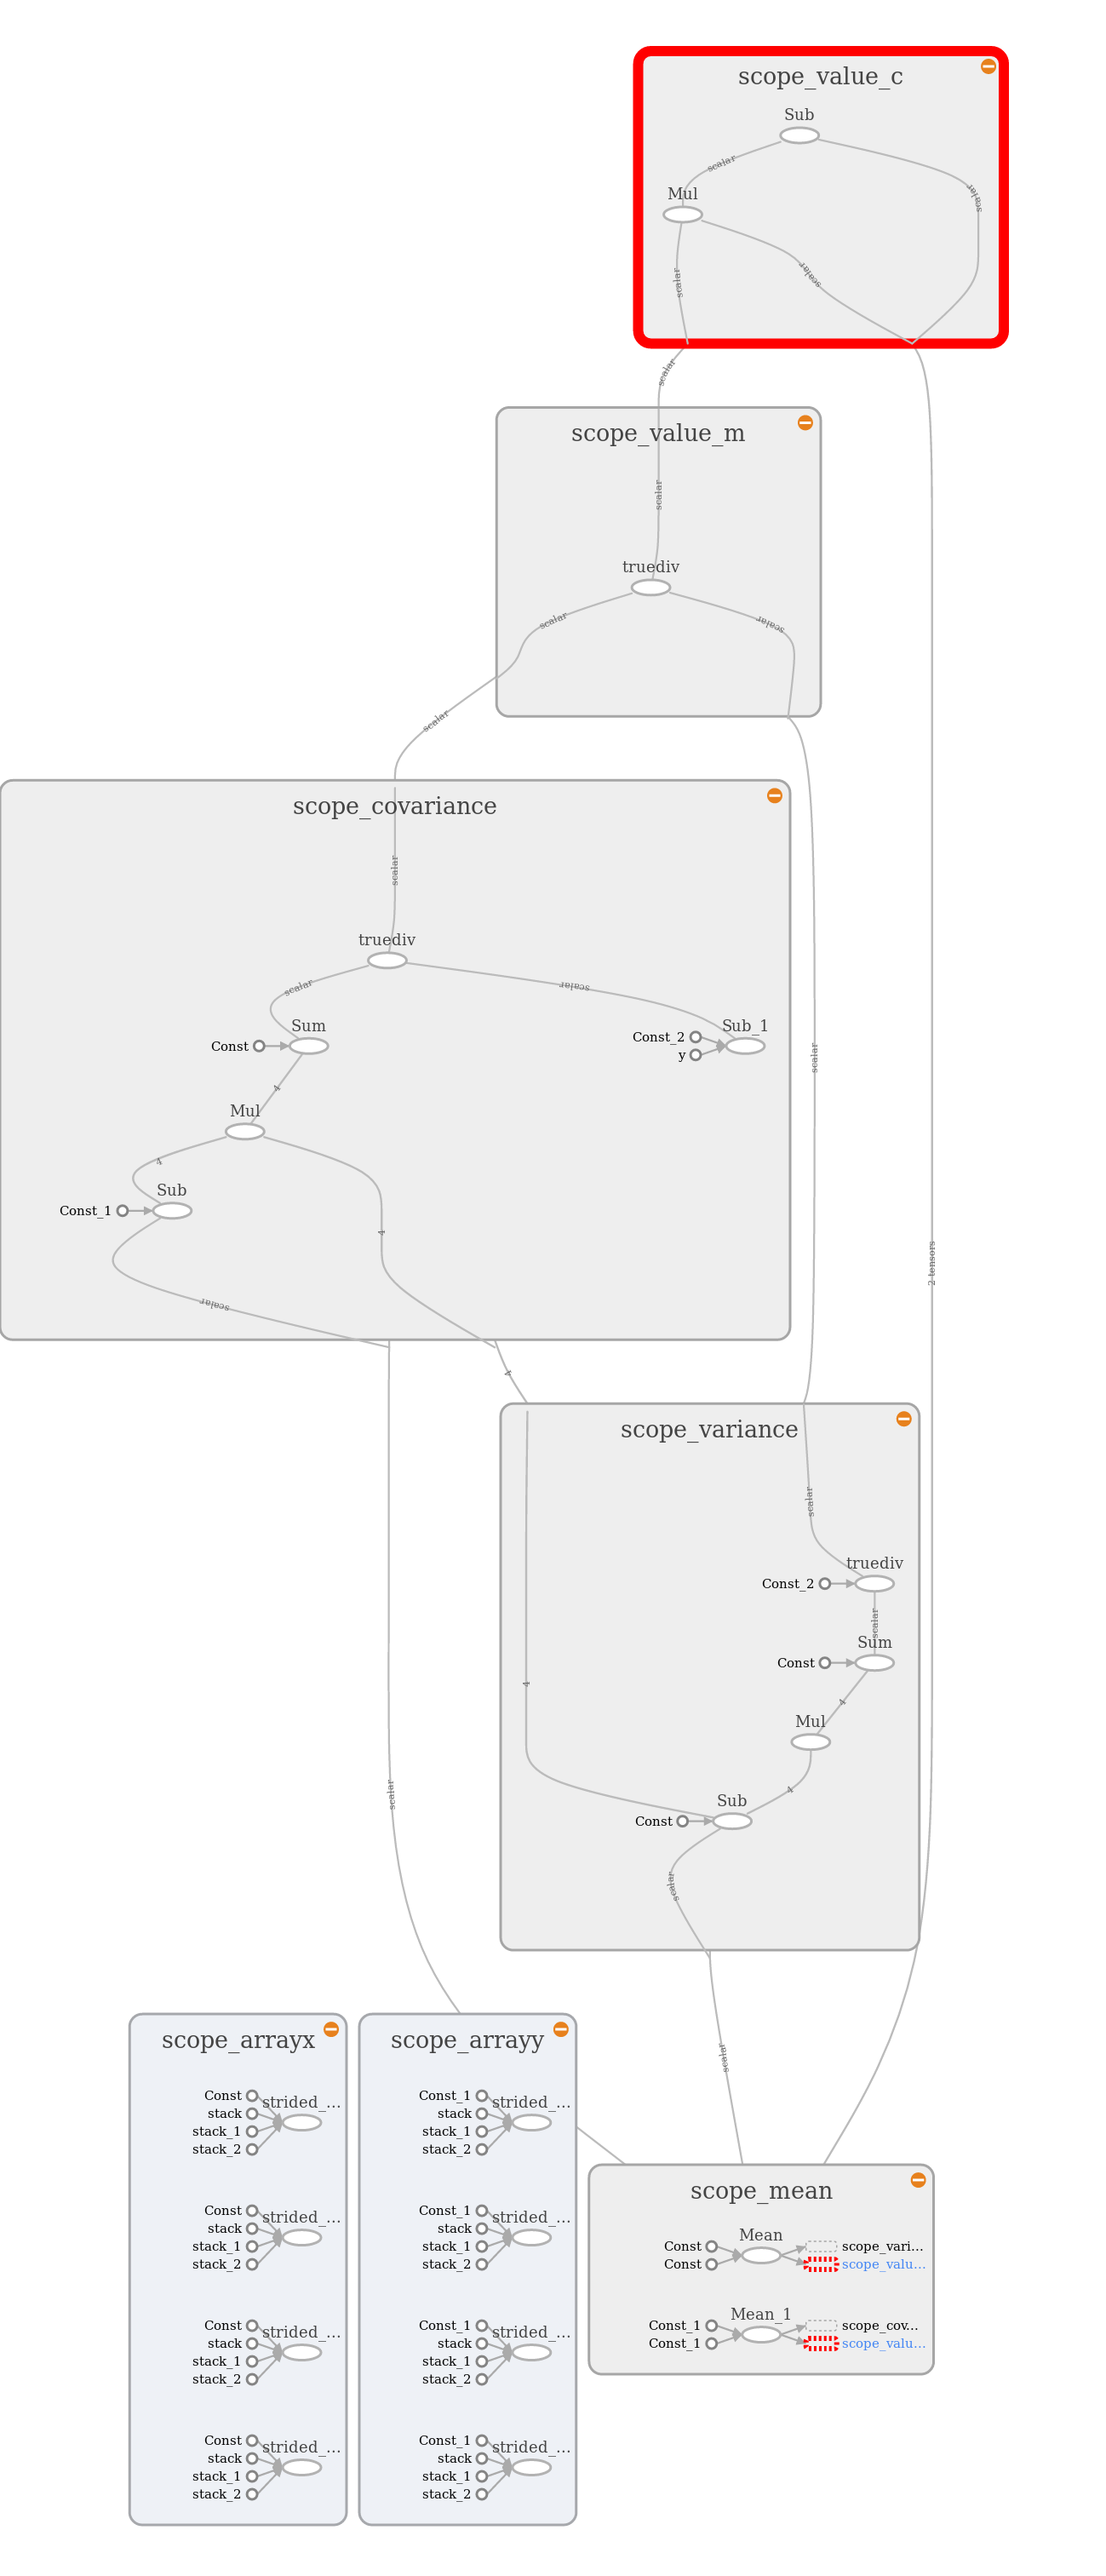 scope_value_c
Sub
scalar
scalar
Mul
scalar
scalar
scalar
scope_value_m
scalar
truediv
scalar
scalar
scalar
scope_covariance
scalar
truediv
scalar
scalar
Sum
Const
Sub_1
Const_2
y
scalar
4
Mul
4
Sub
Const_1
4
2 tensors
scalar
4
scope_variance
scalar
truediv
Const_2
scalar
Sum
Const
4
4
Mul
4
Sub
Const
scalar
scalar
scope_arrayx
Const
stack
stack_1
stack_2
strided_...
Const
stack
stack_1
stack_2
strided_...
Const
stack
stack_1
stack_2
strided_...
Const
stack
stack_1
stack_2
strided_...
scope_arrayy
Const_1
stack
stack_1
stack_2
strided_...
Const_1
stack
stack_1
stack_2
strided_...
Const_1
stack
stack_1
stack_2
strided_...
Const_1
stack
stack_1
stack_2
strided_...
scalar
scope_mean
Mean
Const
Const
scope_vari...
scope_valu...
Mean_1
Const_1
Const_1
scope_cov...
scope_valu...